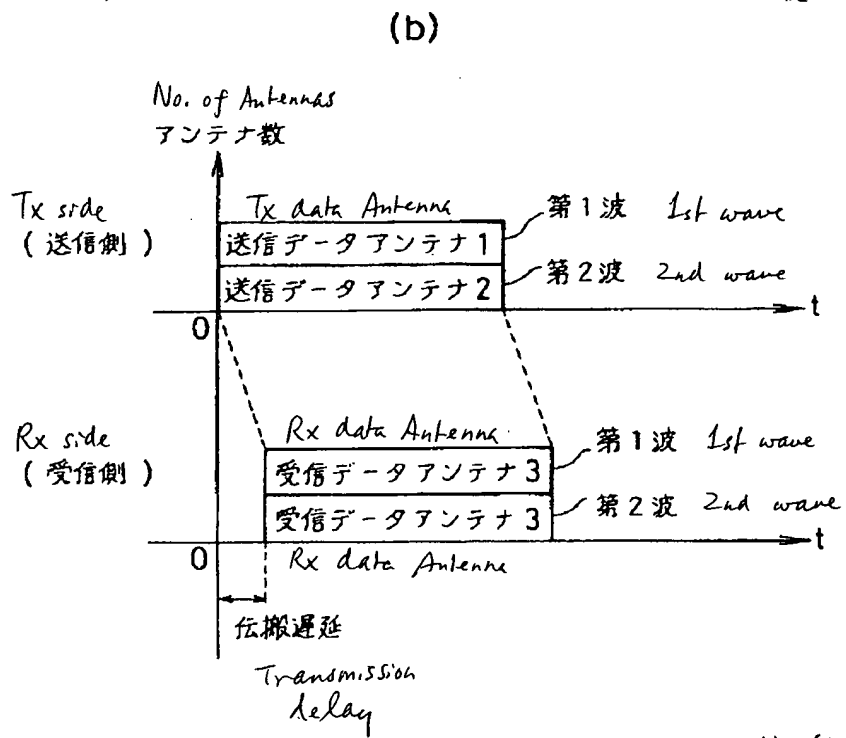 (b)
No. of Antennas
アンテナ数
Tx side
(送信側)
Tx data Antenna
送信データアンテナ1
送信データアンテナ2
第1波 1st wave
第2波 2nd wave
0
t
Rx side
(受信側)
Rx data Antenna
受信データアンテナ3
受信データアンテナ3
第1波 1st wave
第2波 2nd wave
0
Rx data Antenna
t
伝搬遅延
Transmission
delay